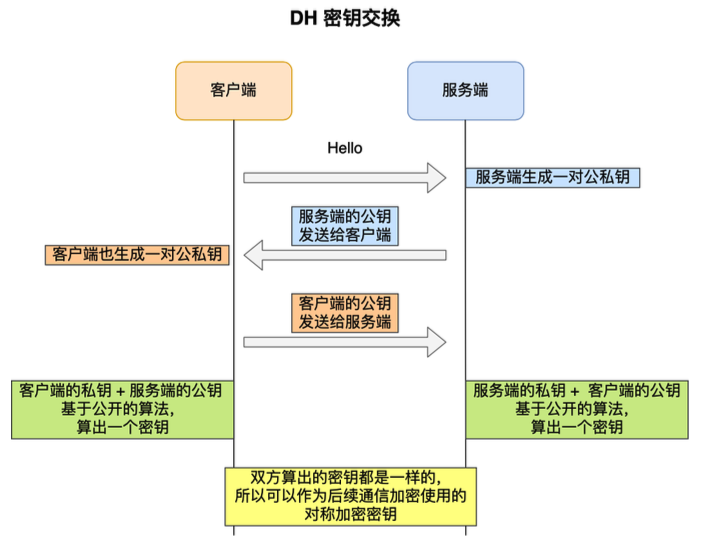 DH 密钥交换
客户端
服务端
Hello
服务端生成一对公私钥
服务端的公钥
发送给客户端
客户端也生成一对公私钥
客户端的公钥
发送给服务端
客户端的私钥 + 服务端的公钥
基于公开的算法,
算出一个密钥
服务端的私钥 + 客户端的公钥
基于公开的算法,
算出一个密钥
双方算出的密钥都是一样的,
所以可以作为后续通信加密使用的
对称加密密钥